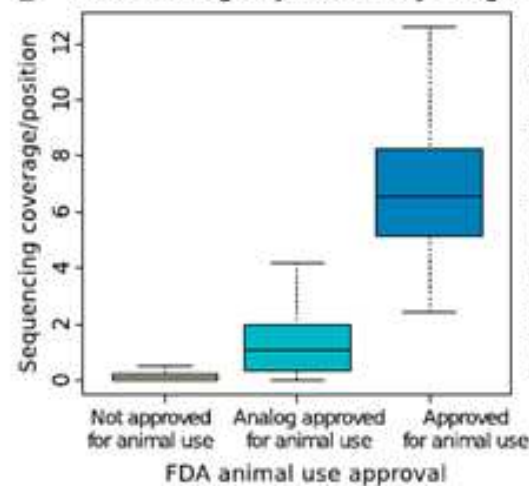 12
10
8
6
4
2
0
Sequencing coverage/position
Not approved
for animal use
Analog approved
for animal use
Approved
for animal use
FDA animal use approval